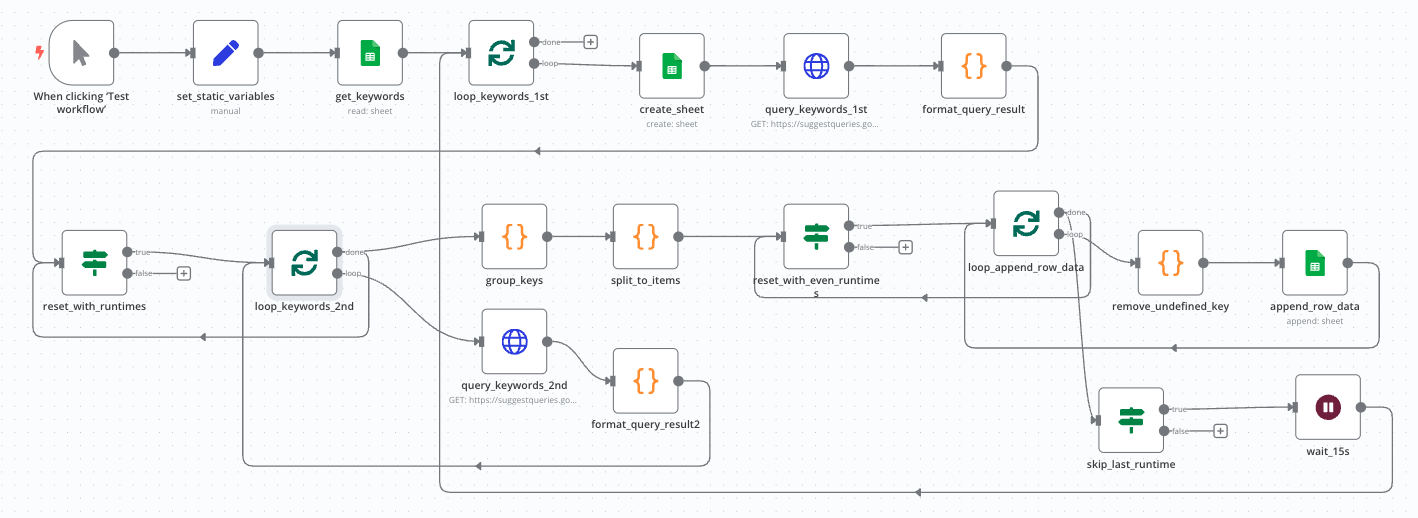 When clicking ‘Test
workflow’
set_static_variables
manual
get_keywords
read: sheet
loop_keywords_1st
done
loop
create_sheet
create: sheet
query_keywords_1st
GET: https://suggestqueries.go...
format_query_result
reset_with_runtimes
true
false
loop_keywords_2nd
done
loop
group_keys
split_to_items
reset_with_even_runtime
s
true
false
loop_append_row_data
done
loop
remove_undefined_key
append_row_data
append: sheet
query_keywords_2nd
GET: https://suggestqueries.go...
format_query_result2
skip_last_runtime
true
false
wait_15s